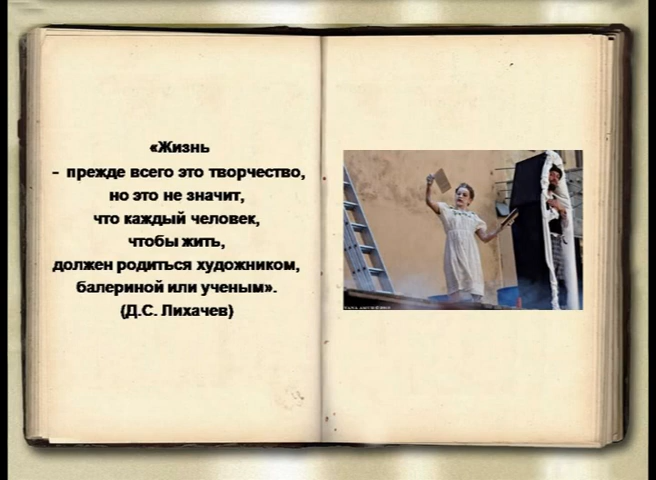 «Жизнь
- прежде всего это творчество,
но это не значит,
что каждый человек,
чтобы жить,
должен родиться художником,
балериной или ученым».
(Д.С. Лихачев)